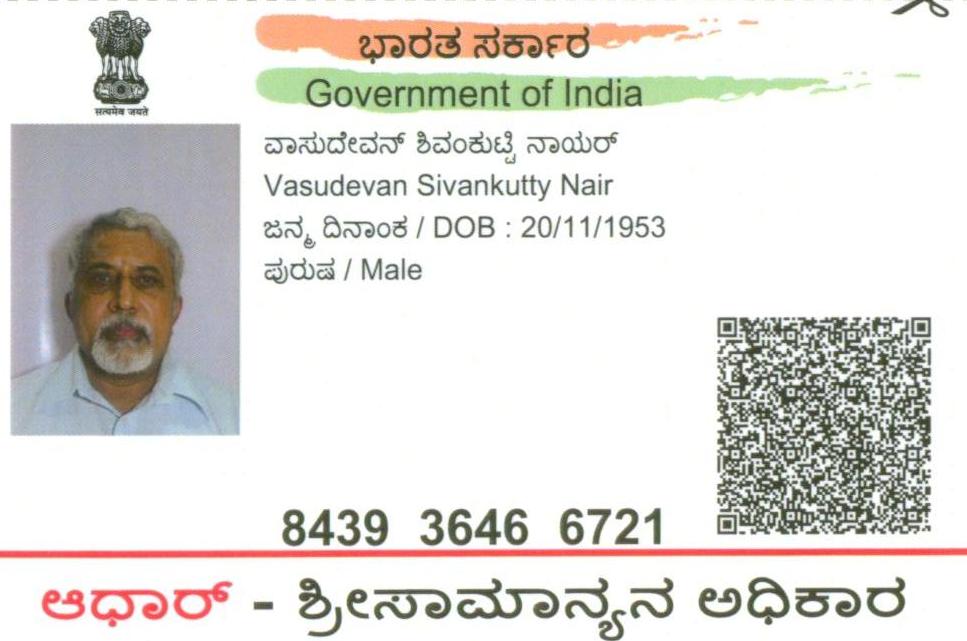 ಭಾರತ ಸರ್ಕಾರ
Government of India
सत्यमेव जयते
ವಾಸುದೇವನ್ ಶಿವಂಕುಟ್ಟಿ ನಾಯರ್
Vasudevan Sivankutty Nair
ಜನ್ಮ ದಿನಾಂಕ / DOB : 20/11/1953
ಪುರುಷ / Male
8439 3646 6721
ಆಧಾರ್ - ಶ್ರೀಸಾಮಾನ್ಯನ ಅಧಿಕಾರ